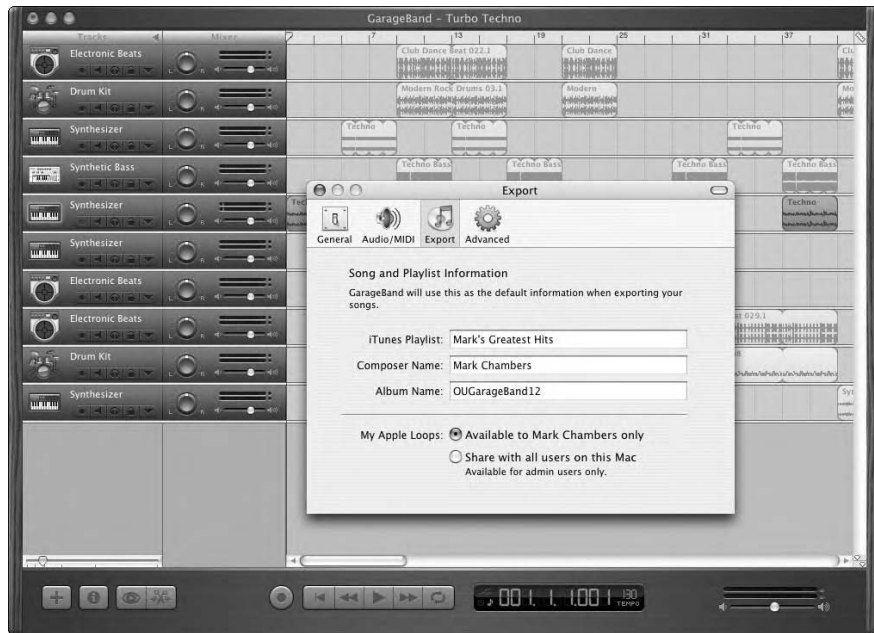 GarageBand – Turbo Techno
Tracks
Mixer
7
13
19
25
31
37
Electronic Beats
Club Dance Beat 022.1
Club Dance
Drum Kit
Modern Rock Drums 03.1
Modern
Synthesizer
Techno
Techno
Techno
Synthetic Bass
Techno Bass
Techno Bass
Techno Bass
Techno Bass
Synthesizer
Techno
Synthesizer
Electronic Beats
Electronic Beats
029.1
Drum Kit
Synthesizer
Export
General
Audio/MIDI
Export
Advanced
Song and Playlist Information
GarageBand will use this as the default information when exporting your
songs.
iTunes Playlist: Mark's Greatest Hits
Composer Name: Mark Chambers
Album Name: OUGarageBand12
My Apple Loops: Available to Mark Chambers only
Share with all users on this Mac
Available for admin users only.
001. 1. 1.001
130
TEMPO